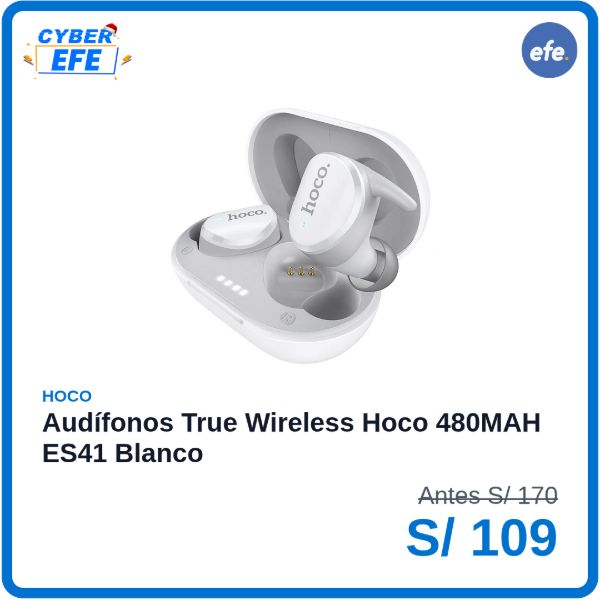 CYBER
EFE
efe.
hoco.
hoco.
R
HOCO
Audífonos True Wireless Hoco 480MAH
ES41 Blanco
Antes S/ 170
S/ 109